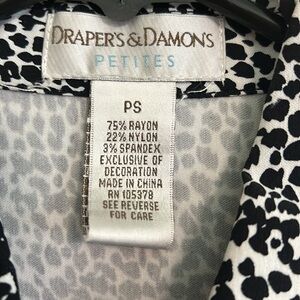 DRAPER'S & DAMON'S
PETITES
PS
75% RAYON
22% NYLON
3% SPANDEX
EXCLUSIVE OF
DECORATION
MADE IN CHINA
RN 105378
SEE REVERSE
FOR CARE